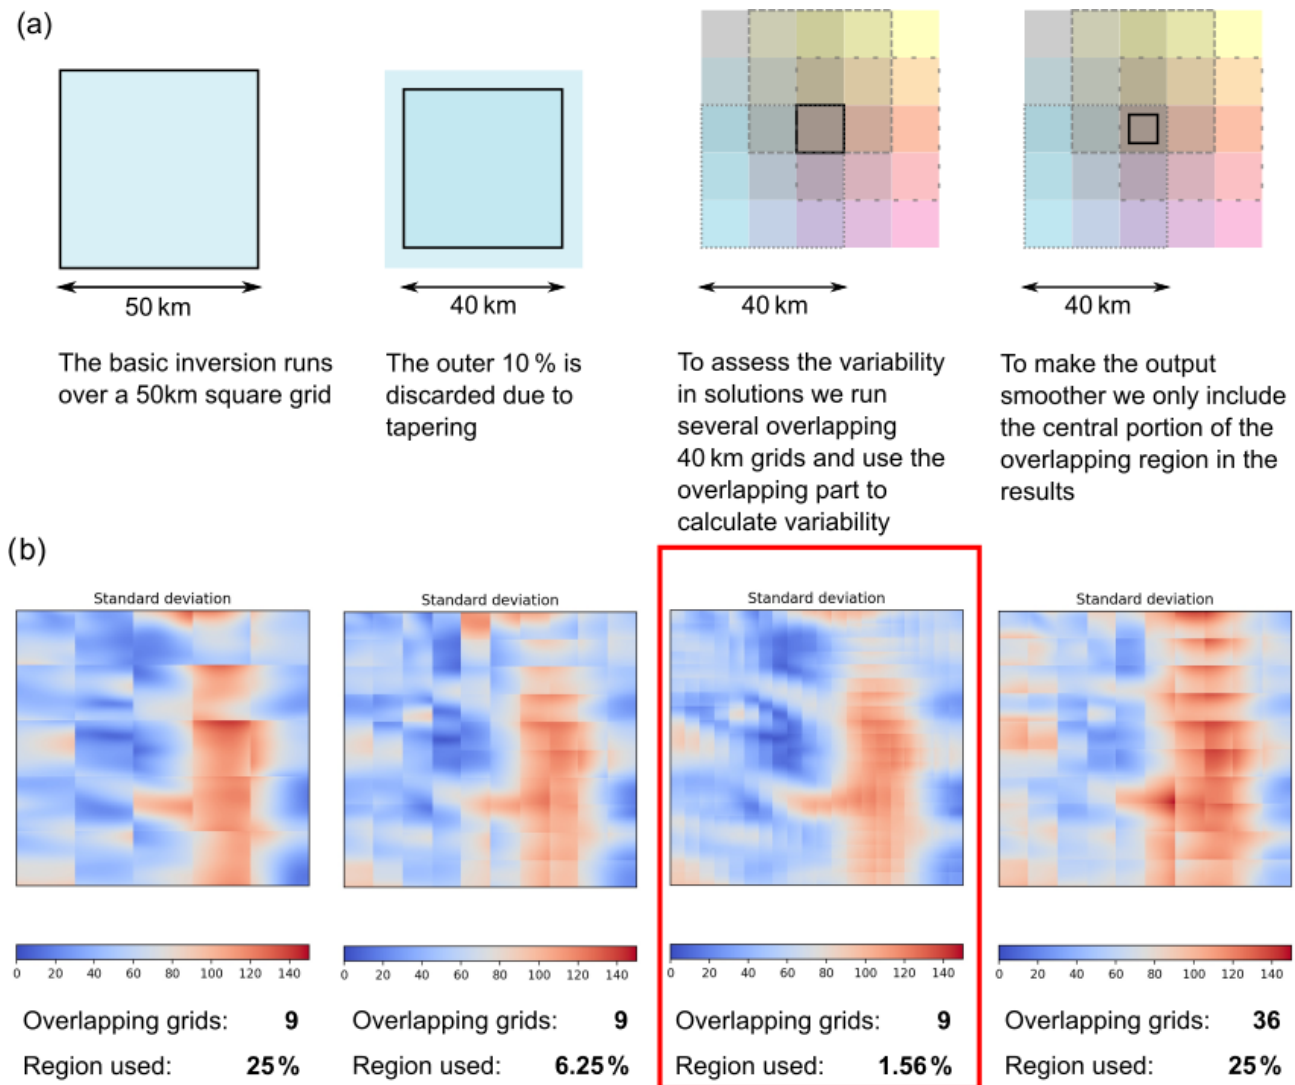 (a)
50 km
40 km
40 km
40 km
The basic inversion runs
over a 50km square grid
The outer 10 % is
discarded due to
tapering
To assess the variability
in solutions we run
several overlapping
40 km grids and use the
overlapping part to
calculate variability
To make the output
smoother we only include
the central portion of the
overlapping region in the
results
(b)
Standard deviation
Standard deviation
Standard deviation
Standard deviation
0 20 40 60 80 100 120 140
0 20 40 60 80 100 120 140
0 20 40 60 80 100 120 140
0 20 40 60 80 100 120 140
Overlapping grids: 9
Region used: 25 %
Overlapping grids: 9
Region used: 6.25 %
Overlapping grids: 9
Region used: 1.56 %
Overlapping grids: 36
Region used: 25 %